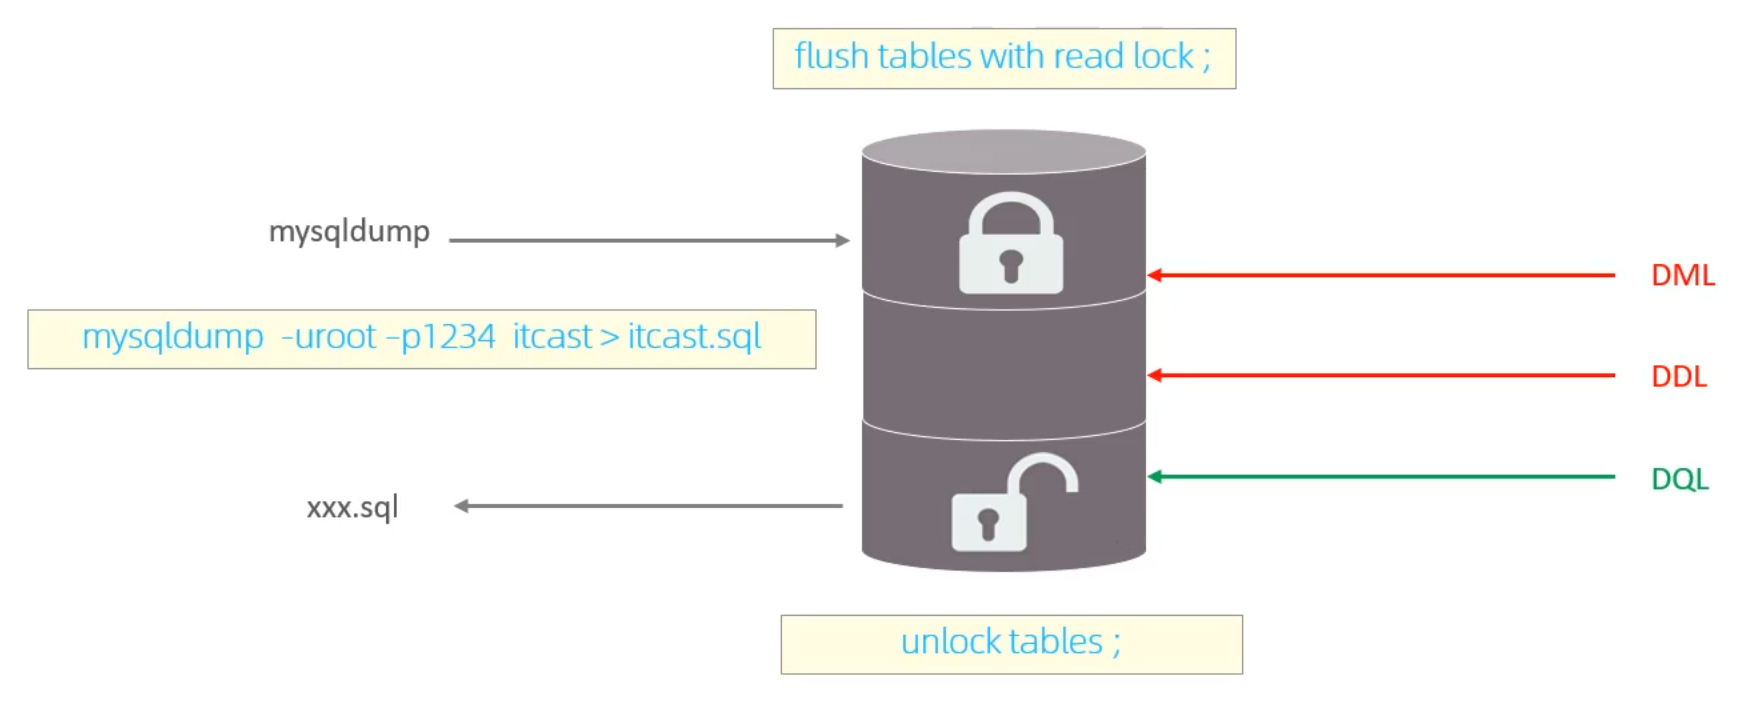 flush tables with read lock ;
mysqldump
DML
mysqldump -uroot –p1234 itcast > itcast.sql
DDL
DQL
xxx.sql
unlock tables ;